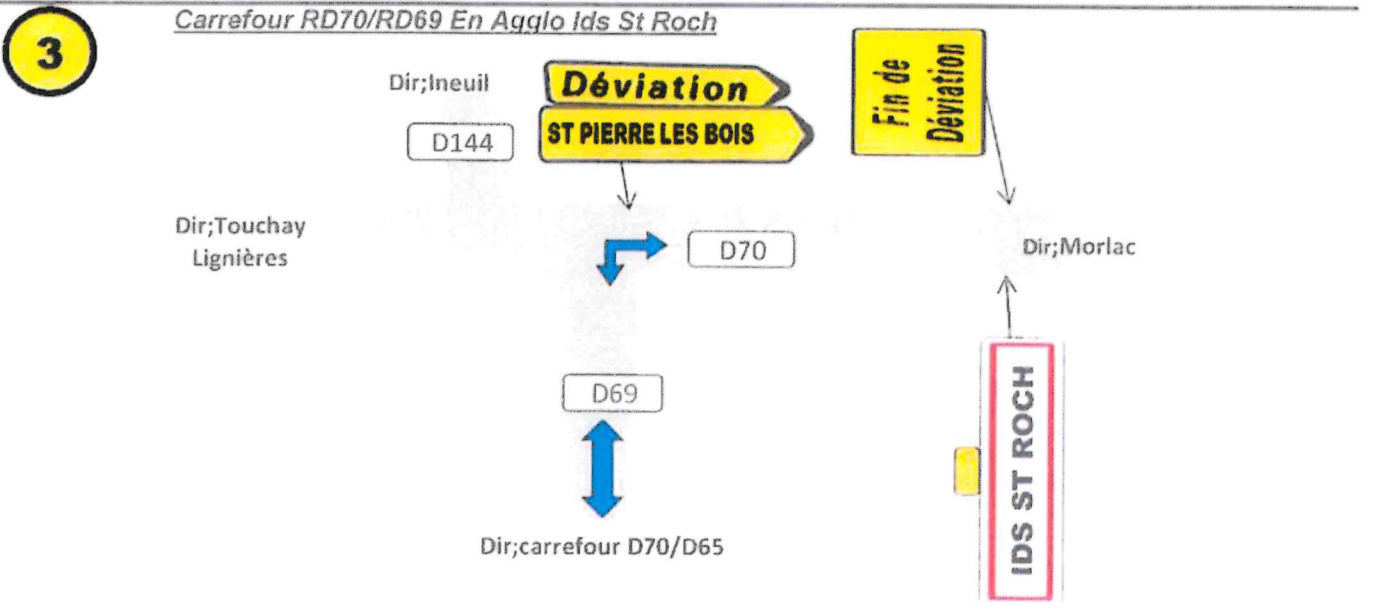 3
Carrefour RD70/RD69 En Agglo Ids St Roch
Dir;Ineuil
Déviation
ST PIERRE LES BOIS
Fin de
Déviation
D144
Dir;Touchay
Lignières
D70
Dir;Morlac
D69
IDS ST ROCH
Dir;carrefour D70/D65